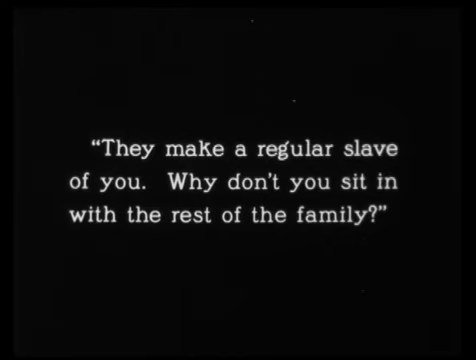 “They make a regular slave
of you. Why don't you sit in
with the rest of the family?”